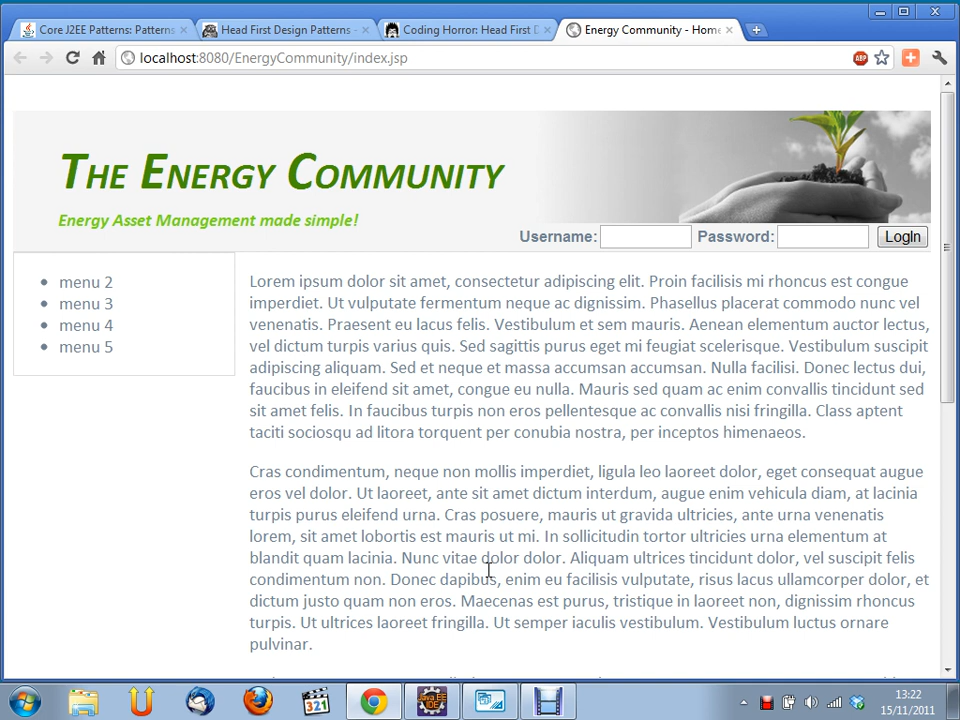 Core J2EE Patterns: Patterns
Head First Design Patterns -
Coding Horror: Head First D
Energy Community - Home
localhost:8080/EnergyCommunity/index.jsp
ABP
THE ENERGY COMMUNITY
Energy Asset Management made simple!
Username: Password: LogIn
menu 2
menu 3
menu 4
menu 5
Lorem ipsum dolor sit amet, consectetur adipiscing elit. Proin facilisis mi rhoncus est congue
imperdiet. Ut vulputate fermentum neque ac dignissim. Phasellus placerat commodo nunc vel
venenatis. Praesent eu lacus felis. Vestibulum et sem mauris. Aenean elementum auctor lectus,
vel dictum turpis varius quis. Sed sagittis purus eget mi feugiat scelerisque. Vestibulum suscipit
adipiscing aliquam. Sed et neque et massa accumsan accumsan. Nulla facilisi. Donec lectus dui,
faucibus in eleifend sit amet, congue eu nulla. Mauris sed quam ac enim convallis tincidunt sed
sit amet felis. In faucibus turpis non eros pellentesque ac convallis nisi fringilla. Class aptent
taciti sociosqu ad litora torquent per conubia nostra, per inceptos himenaeos.
Cras condimentum, neque non mollis imperdiet, ligula leo laoreet dolor, eget consequat augue
eros vel dolor. Ut laoreet, ante sit amet dictum interdum, augue enim vehicula diam, at lacinia
turpis purus eleifend urna. Cras posuere, mauris ut gravida ultricies, ante urna venenatis
lorem, sit amet lobortis est mauris ut mi. In sollicitudin tortor ultricies urna elementum at
blandit quam lacinia. Nunc vitae dolor dolor. Aliquam ultrices tincidunt dolor, vel suscipit felis
condimentum non. Donec dapibus, enim eu facilisis vulputate, risus lacus ullamcorper dolor, et
dictum justo quam non eros. Maecenas est purus, tristique in laoreet non, dignissim rhoncus
turpis. Ut ultrices laoreet fringilla. Ut semper iaculis vestibulum. Vestibulum luctus ornare
pulvinar.
321
Java EE
IDE
13:22
15/11/2011